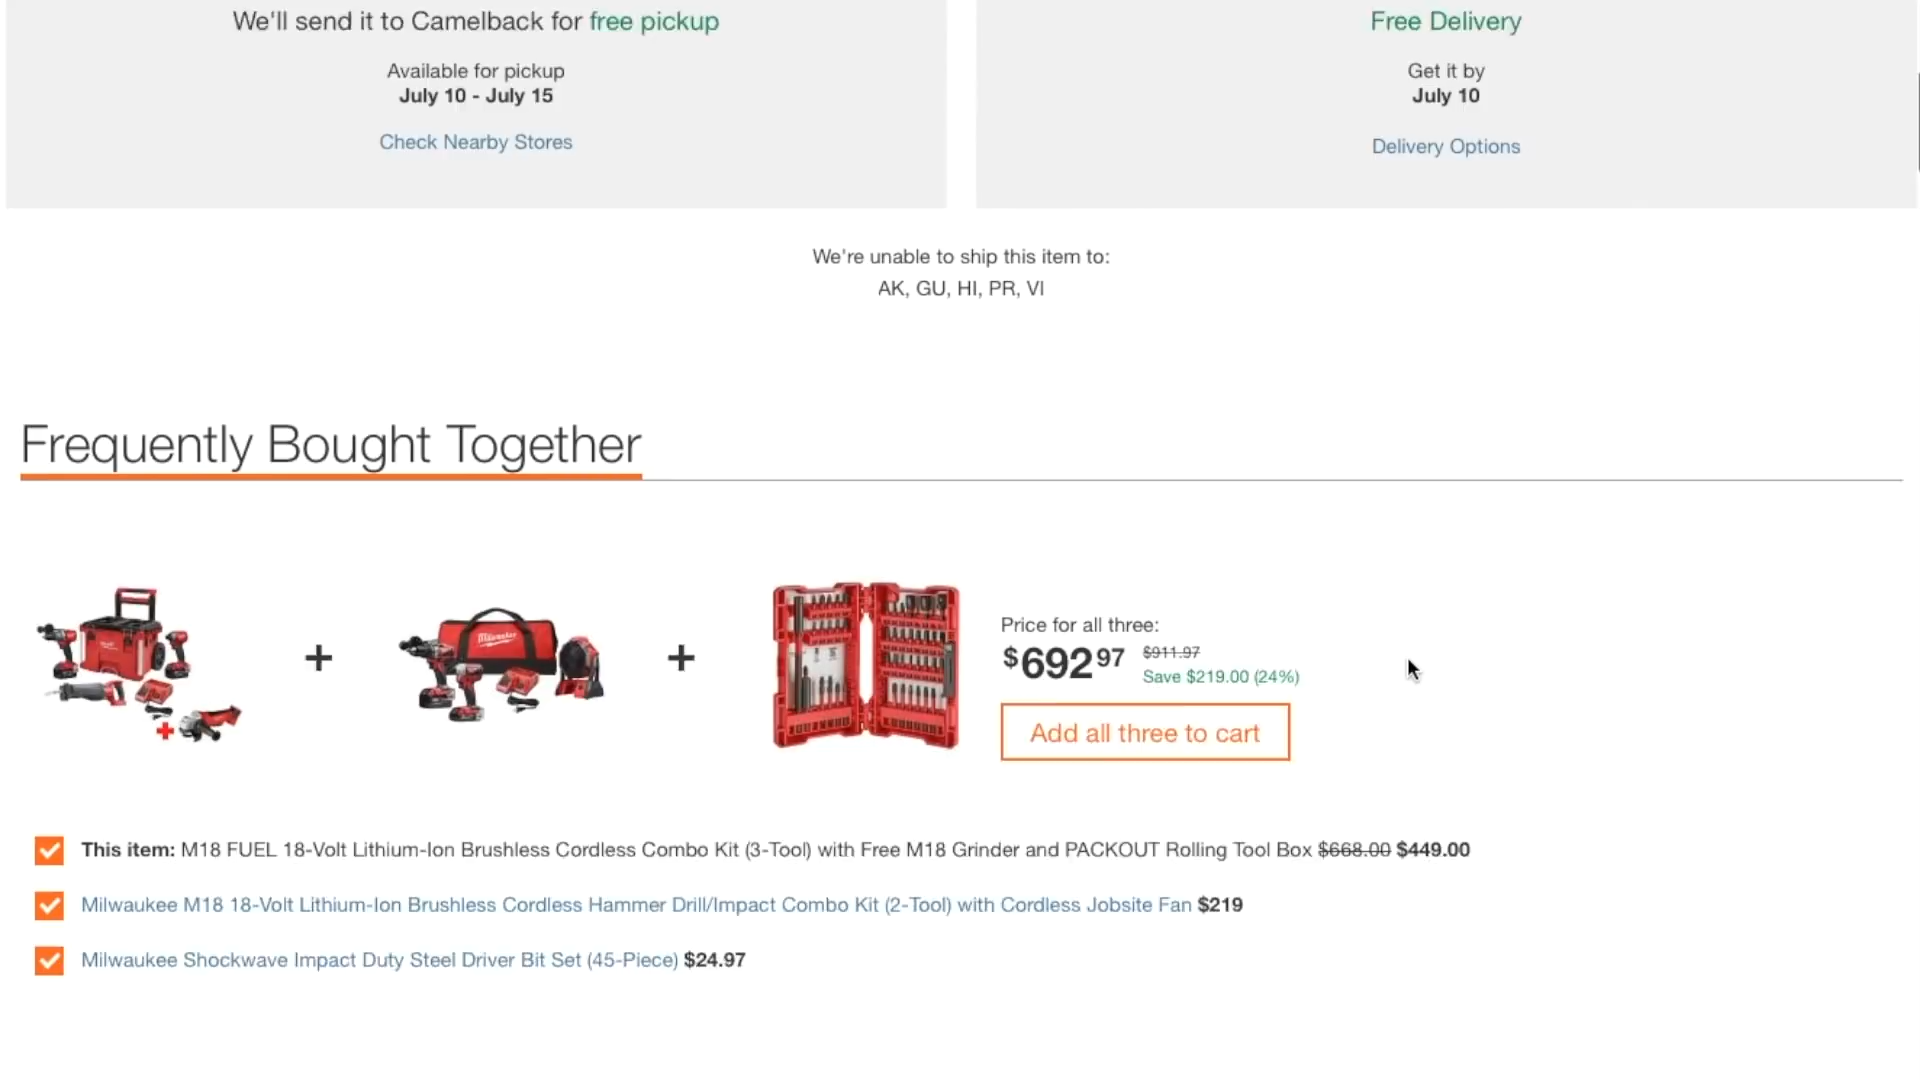 We'll send it to Camelback for free pickup
Available for pickup
July 10 - July 15
Check Nearby Stores
Free Delivery
Get it by
July 10
Delivery Options
We're unable to ship this item to:
AK, GU, HI, PR, VI
Frequently Bought Together
Milwaukee
Price for all three:
$692.97 $911.97
Save $219.00 (24%)
Add all three to cart
This item: M18 FUEL 18-Volt Lithium-Ion Brushless Cordless Combo Kit (3-Tool) with Free M18 Grinder and PACKOUT Rolling Tool Box $668.00 $449.00
Milwaukee M18 18-Volt Lithium-Ion Brushless Cordless Hammer Drill/Impact Combo Kit (2-Tool) with Cordless Jobsite Fan $219
Milwaukee Shockwave Impact Duty Steel Driver Bit Set (45-Piece) $24.97